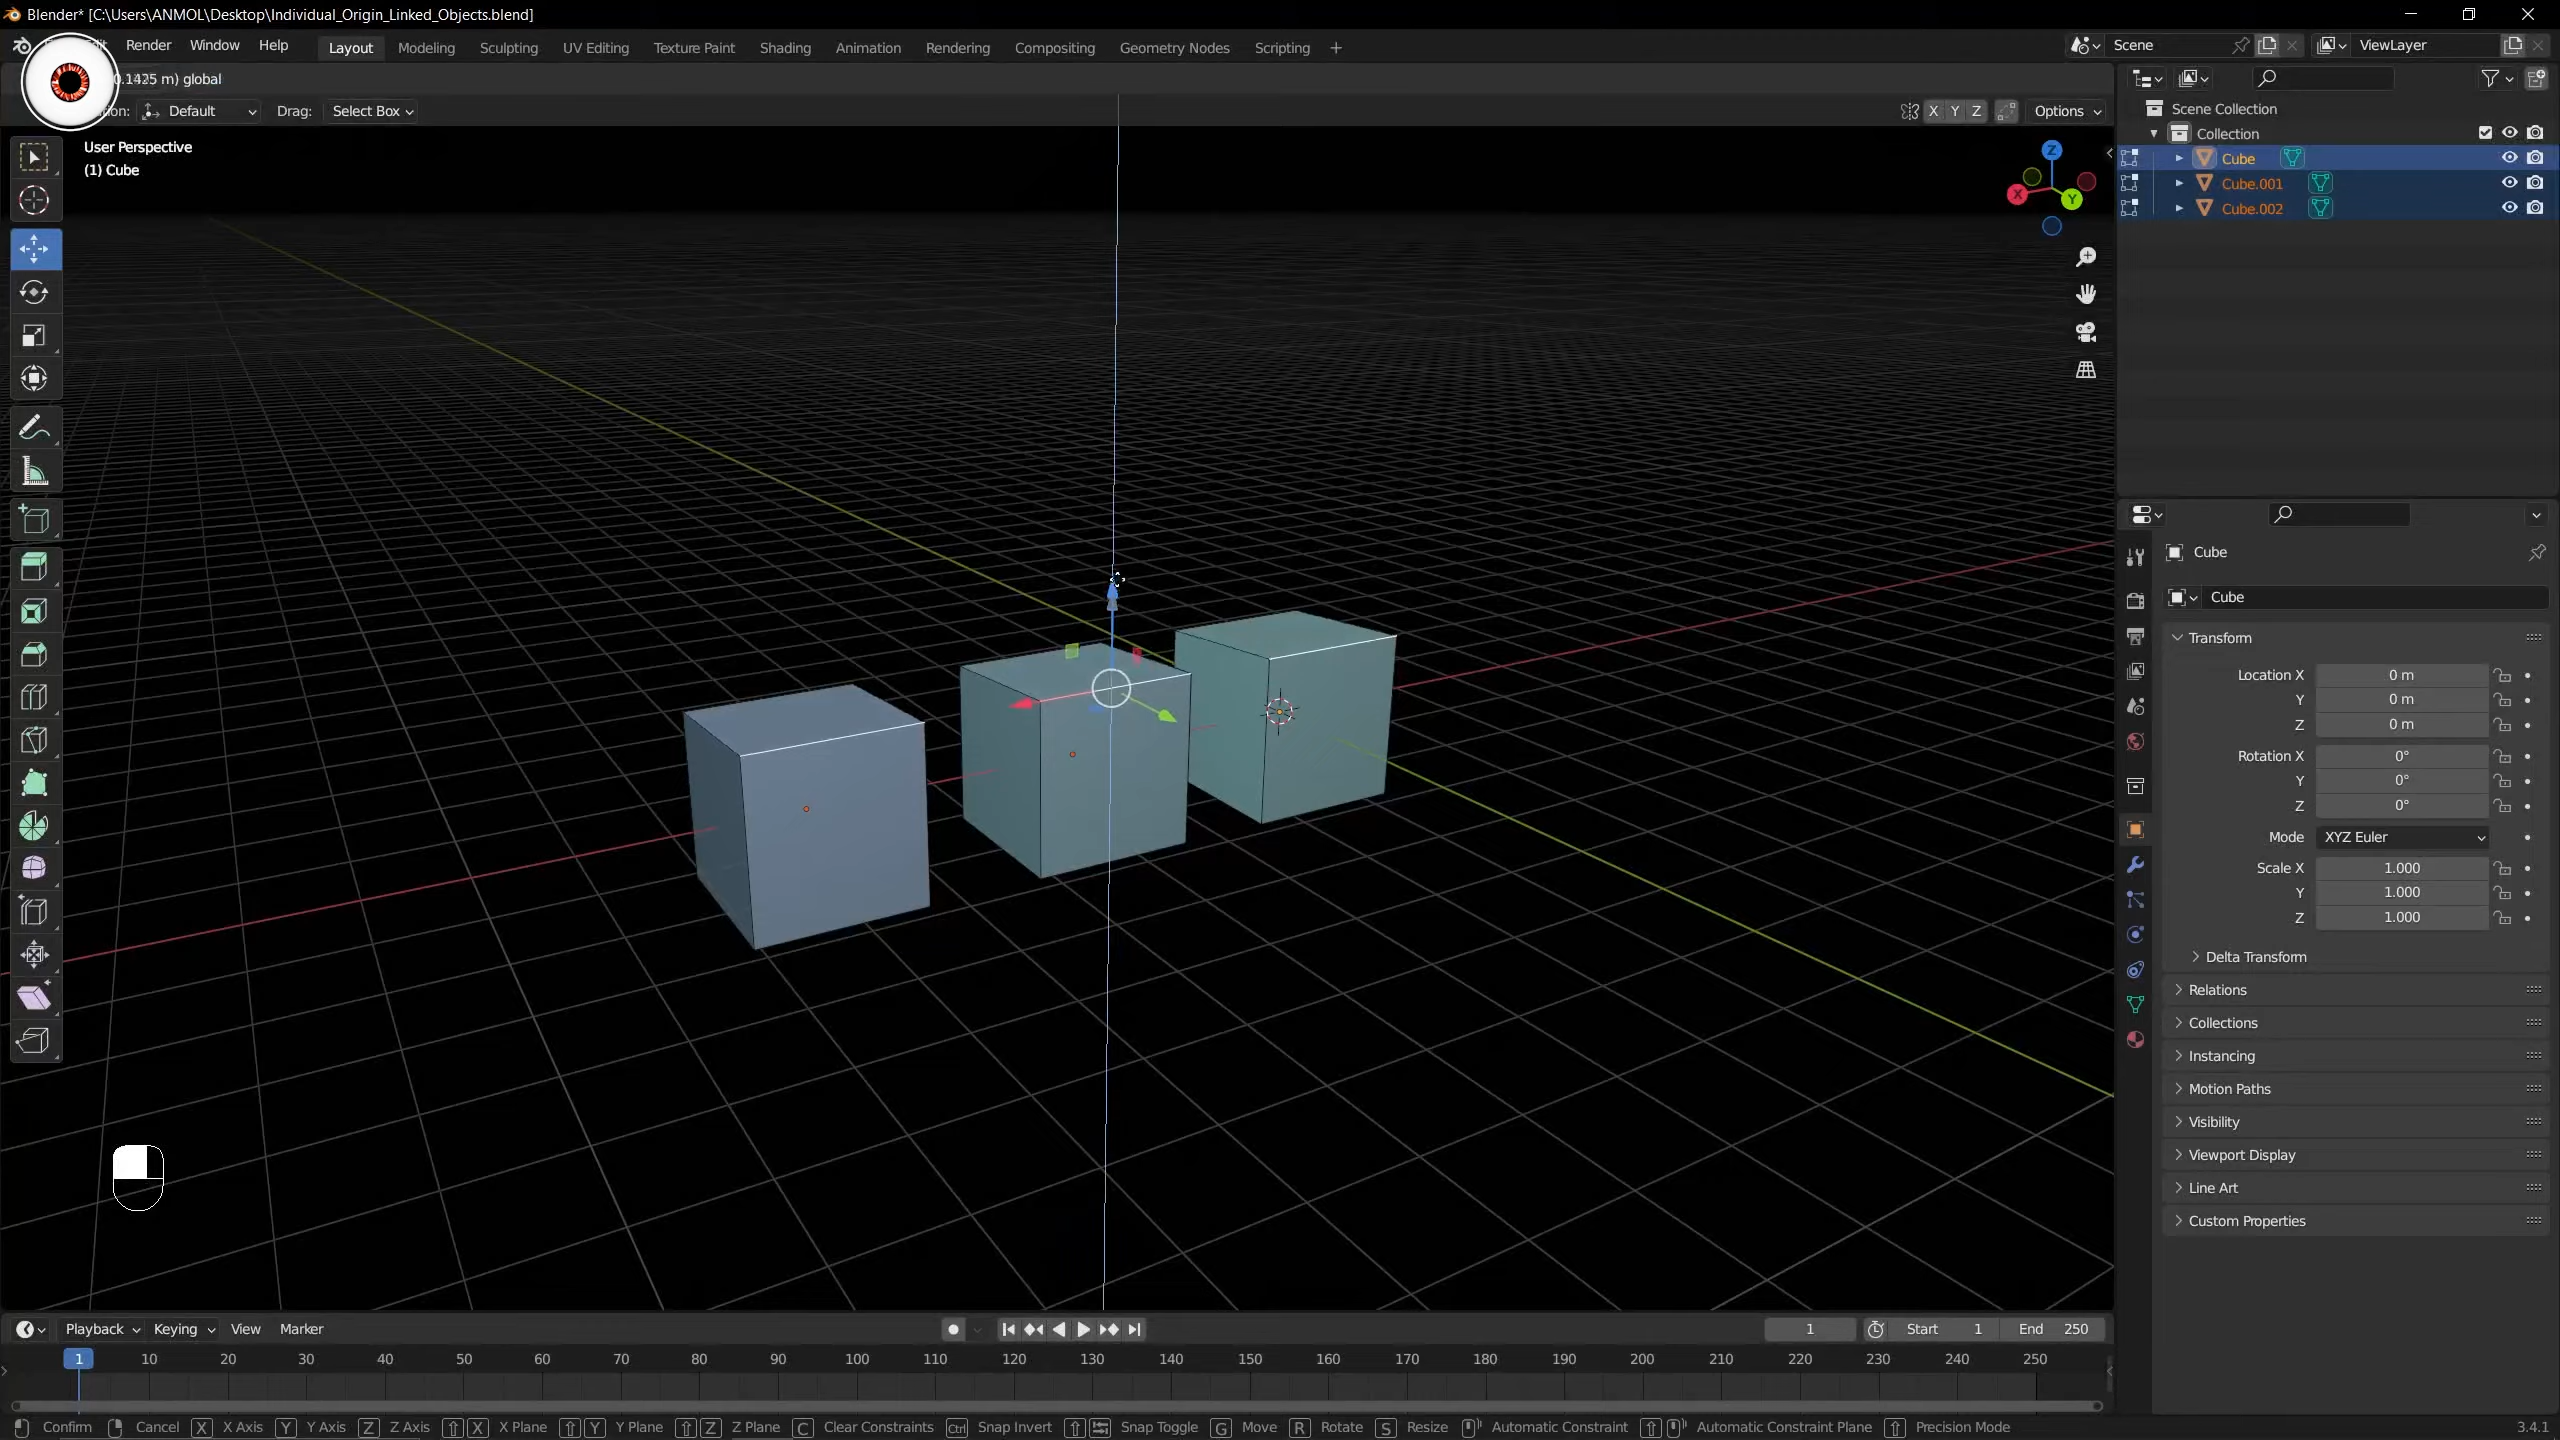 Blender* [C:\Users\ANMOL\Desktop\Individual_Origin_Linked_Objects.blend]
Render Window Help Layout Modeling Sculpting UV Editing Texture Paint Shading Animation Rendering Compositing Geometry Nodes Scripting + Scene ViewLayer
0.1425 m) global
Default Drag: Select Box X Y Z Options
User Perspective
(1) Cube
Z
X
Y
Scene Collection
Collection
Cube
Cube.001
Cube.002
Cube
Cube
Transform
Location X 0 m
Y 0 m
Z 0 m
Rotation X 0°
Y 0°
Z 0°
Mode XYZ Euler
Scale X 1.000
Y 1.000
Z 1.000
Delta Transform
Relations
Collections
Instancing
Motion Paths
Visibility
Viewport Display
Line Art
Custom Properties
Playback Keying View Marker 1 Start 1 End 250
1 10 20 30 40 50 60 70 80 90 100 110 120 130 140 150 160 170 180 190 200 210 220 230 240 250
Confirm Cancel X X Axis Y Y Axis Z Z Axis X X Plane Y Y Plane Z Z Plane C Clear Constraints Ctrl Snap Invert Snap Toggle G Move R Rotate S Resize Automatic Constraint Automatic Constraint Plane Precision Mode 3.4.1